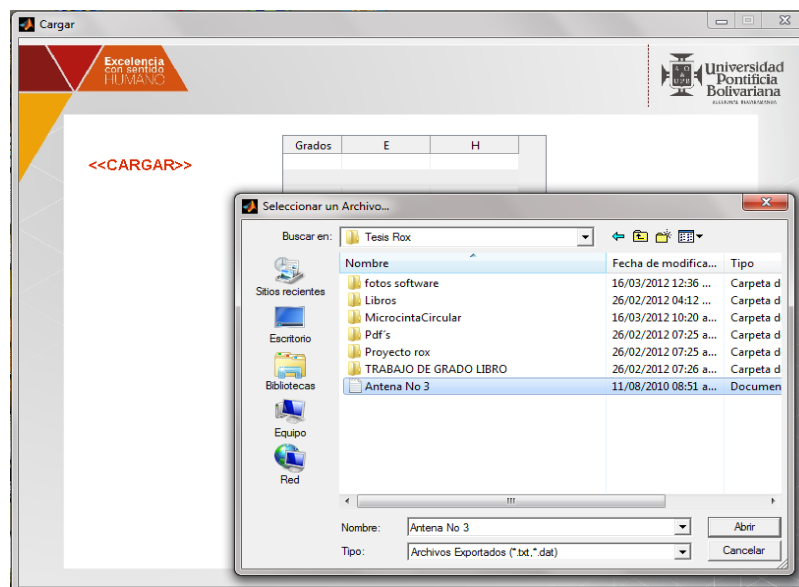 Cargar
Excelencia
con sentido
HUMANO
Universidad
Pontificia
Bolivariana
SECCIONAL BUCARAMANGA
<<CARGAR>>
Grados E H
Seleccionar un Archivo...
Buscar en: Tesis Rox
Nombre Fecha de modifica... Tipo
fotos software 16/03/2012 12:36 ... Carpeta d
Libros 26/02/2012 04:12 ... Carpeta d
MicrocintaCircular 16/03/2012 10:20 a... Carpeta d
Pdf´s 26/02/2012 07:25 a... Carpeta d
Proyecto rox 26/02/2012 07:25 a... Carpeta d
TRABAJO DE GRADO LIBRO 26/02/2012 07:26 a... Carpeta d
Antena No 3 11/08/2010 08:51 a... Documen
Sitios recientes
Escritorio
Bibliotecas
Equipo
Red
Nombre: Antena No 3 Abrir
Tipo: Archivos Exportados (*.txt,*.dat) Cancelar